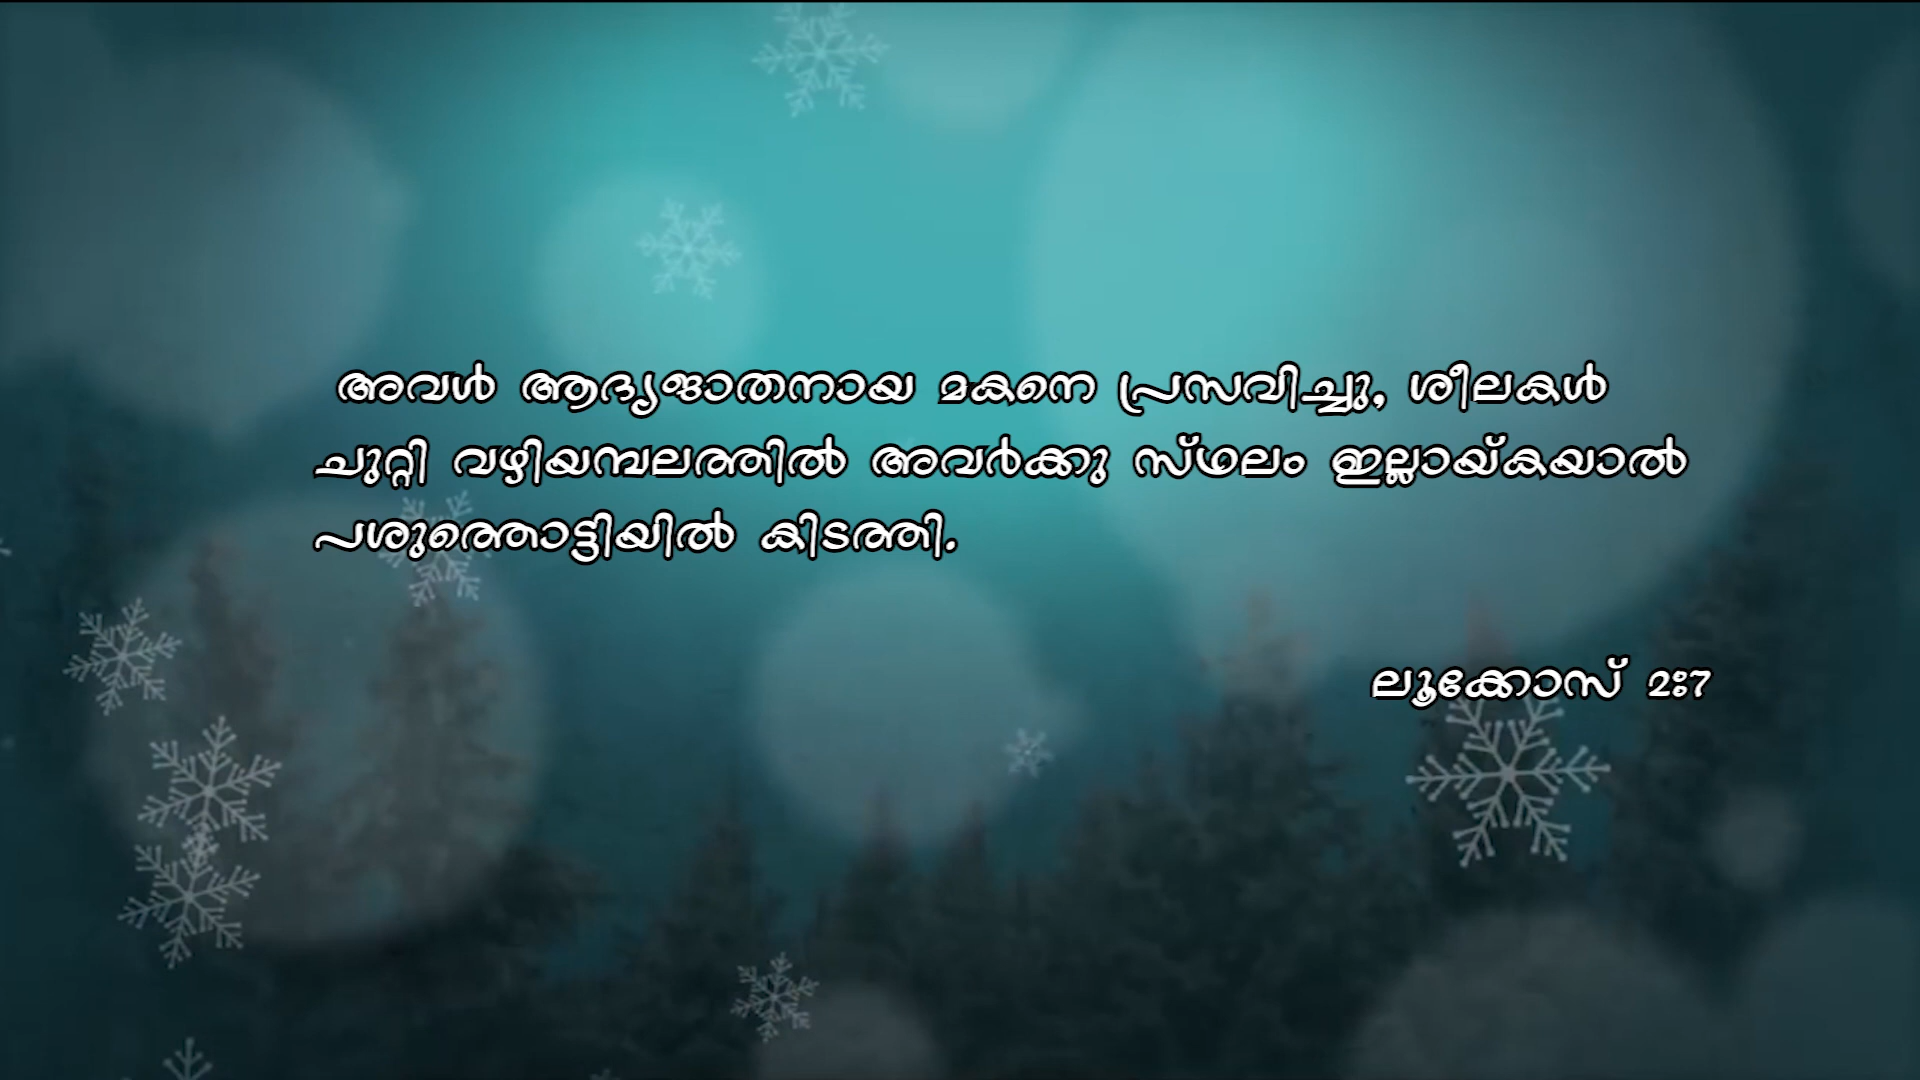 അവൾ ആദ്യജാതനായ മകനെ പ്രസവിച്ചു, ശീലകൾ
ചുറ്റി വഴിയമ്പലത്തിൽ അവർക്കു സ്ഥലം ഇല്ലായ്കയാൽ
പശുത്തൊട്ടിയിൽ കിടത്തി.
ലൂക്കോസ് 2:7